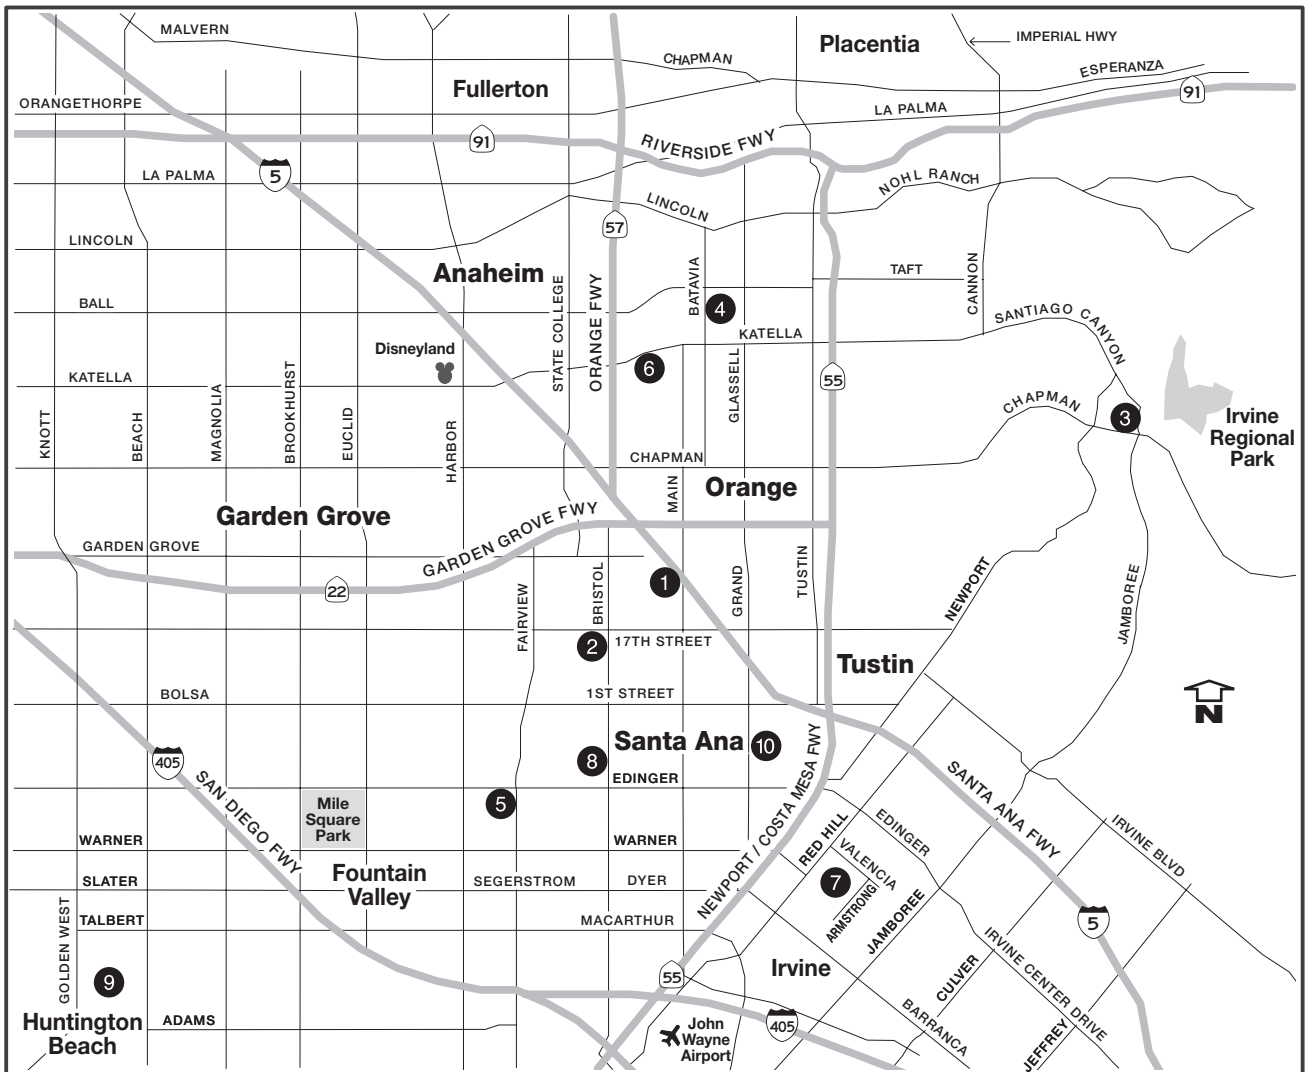 MALVERN
CHAPMAN
Placentia
IMPERIAL HWY
ESPERANZA
91
Fullerton
ORANGETHORPE
LA PALMA
91
RIVERSIDE FWY
5
LA PALMA
NOHL RANCH
LINCOLN
57
LINCOLN
Anaheim
TAFT
BATAVIA
CANNON
BALL
STATE COLLEGE
ORANGE FWY
4
SANTIAGO CANYON
KATELLA
Disneyland
6
KATELLA
GLASSELL
55
CHAPMAN
3
Irvine
Regional
Park
KNOTT
BEACH
MAGNOLIA
BROOKHURST
EUCLID
HARBOR
CHAPMAN
MAIN
Orange
Garden Grove
GARDEN GROVE FWY
GARDEN GROVE
22
FAIRVIEW
BRISTOL
1
GRAND
TUSTIN
NEWPORT
JAMBOREE
2
17TH STREET
Tustin
BOLSA
1ST STREET
N
Santa Ana
10
8
EDINGER
405
SAN DIEGO FWY
5
Mile
Square
Park
NEWPORT / COSTA MESA FWY
SANTA ANA FWY
IRVINE BLVD
WARNER
WARNER
RED HILL
EDINGER
VALENCIA
7
ARMSTRONG
Fountain
Valley
SLATER
SEGERSTROM
DYER
JAMBOREE
5
TALBERT
MACARTHUR
GOLDEN WEST
9
55
Irvine
CULVER
IRVINE CENTER DRIVE
BARRANCA
JEFFREY
Huntington
Beach
ADAMS
John
Wayne
Airport
405